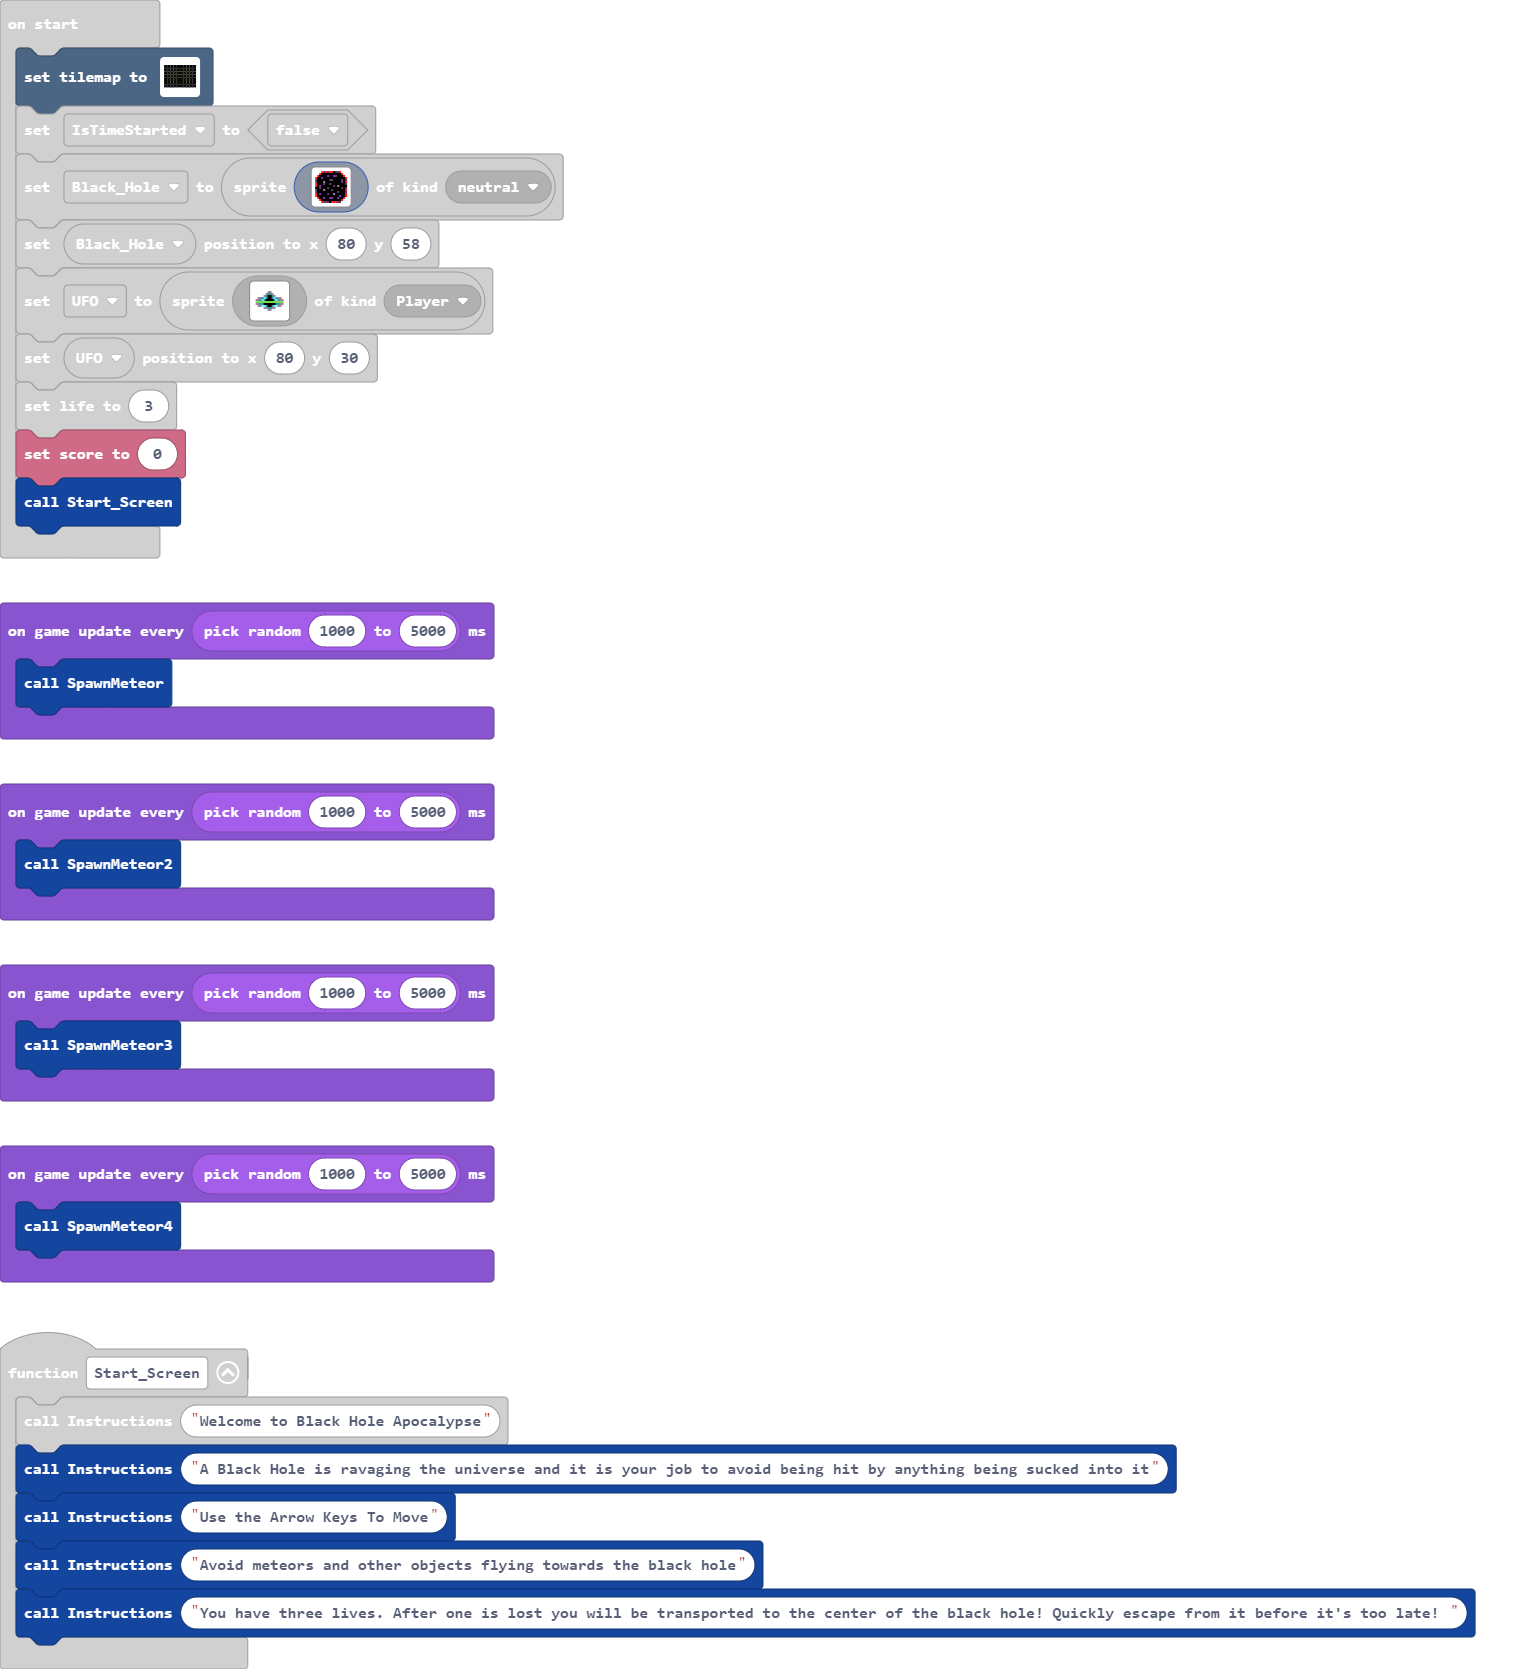 on start
set tilemap to
set IsTimeStarted to false
set Black_Hole to sprite of kind neutral
set Black_Hole position to x 80 y 58
set UFO to sprite of kind Player
set UFO position to x 80 y 30
set life to 3
set score to 0
call Start_Screen
on game update every pick random 1000 to 5000 ms
call SpawnMeteor
on game update every pick random 1000 to 5000 ms
call SpawnMeteor2
on game update every pick random 1000 to 5000 ms
call SpawnMeteor3
on game update every pick random 1000 to 5000 ms
call SpawnMeteor4
function Start_Screen
call Instructions "Welcome to Black Hole Apocalypse"
call Instructions "A Black Hole is ravaging the universe and it is your job to avoid being hit by anything being sucked into it"
call Instructions "Use the Arrow Keys To Move"
call Instructions "Avoid meteors and other objects flying towards the black hole"
call Instructions "You have three lives. After one is lost you will be transported to the center of the black hole! Quickly escape from it before it's too late! "